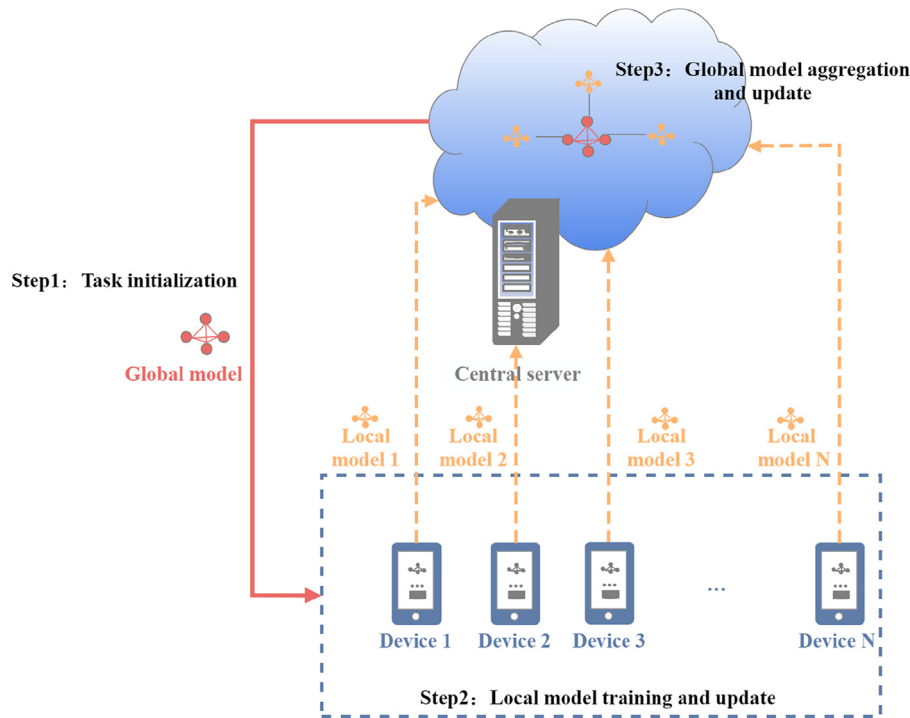 Step3：Global model aggregation
and update
Step1：Task initialization
Global model
Central server
Local
model 1
Local
model 2
Local
model 3
Local
model N
...
Device 1
Device 2
Device 3
Device N
Step2：Local model training and update